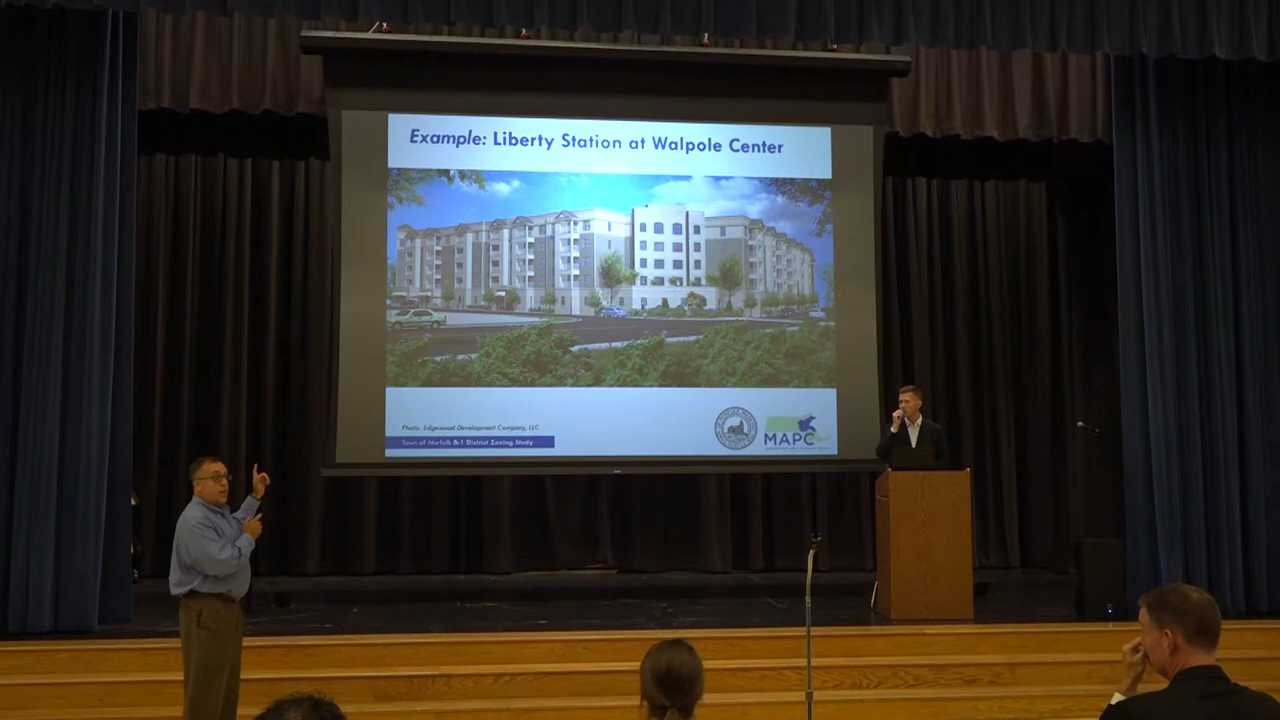 Example: Liberty Station at Walpole Center
Photo: Edgewood Development Company, LLC
Town of Norfolk B-1 District Zoning Study
MAPC